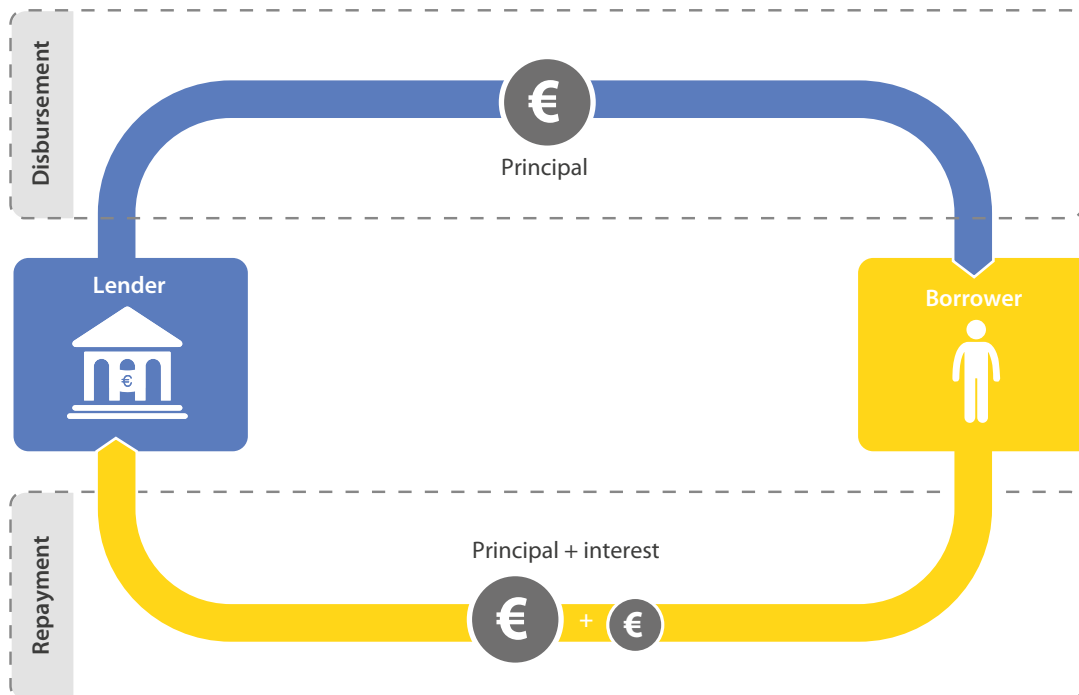 Disbursement
€
Principal
Lender
€
Borrower
Repayment
Principal + interest
€ + €